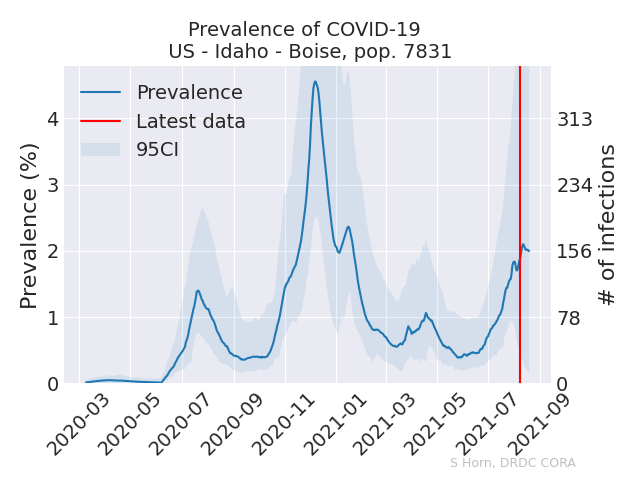 Prevalence of COVID-19
US - Idaho - Boise, pop. 7831
Prevalence
Latest data
95CI
Prevalence (%)
4
3
2
1
0
# of infections
313
234
156
78
0
2020-03
2020-05
2020-07
2020-09
2020-11
2021-01
2021-03
2021-05
2021-07
2021-09
S Horn, DRDC CORA